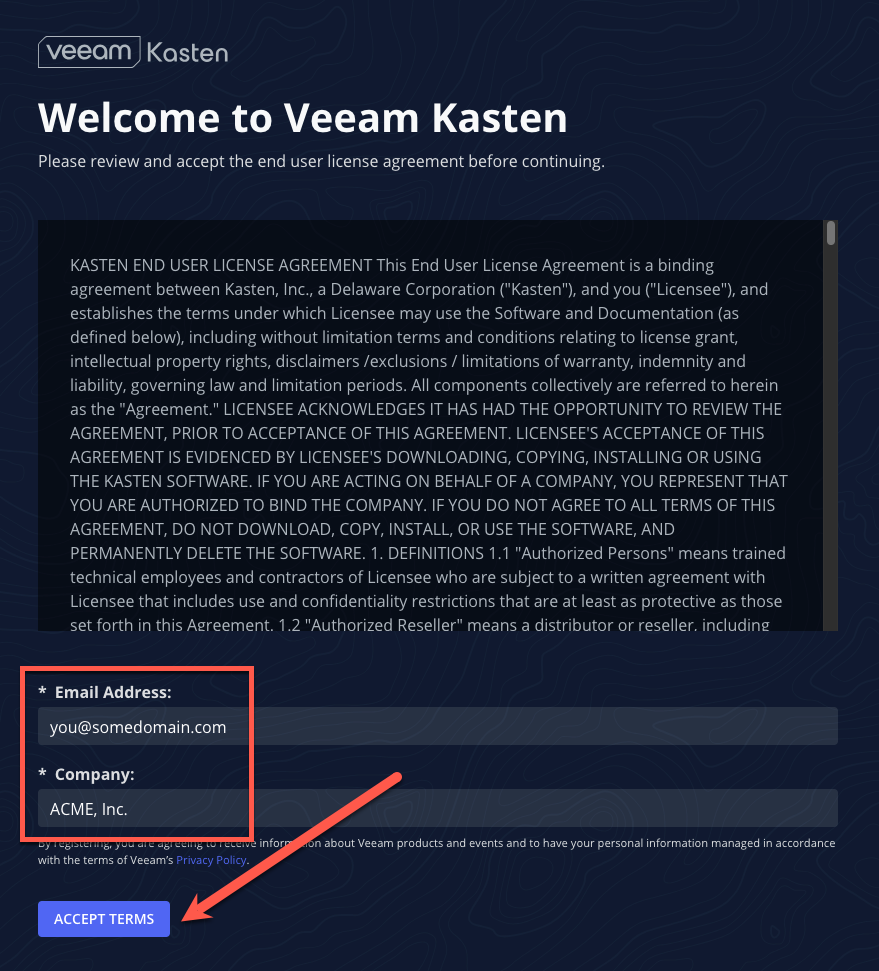 veeam Kasten
Welcome to Veeam Kasten
Please review and accept the end user license agreement before continuing.
KASTEN END USER LICENSE AGREEMENT This End User License Agreement is a binding
agreement between Kasten, Inc., a Delaware Corporation ("Kasten"), and you ("Licensee"), and
establishes the terms under which Licensee may use the Software and Documentation (as
defined below), including without limitation terms and conditions relating to license grant,
intellectual property rights, disclaimers /exclusions / limitations of warranty, indemnity and
liability, governing law and limitation periods. All components collectively are referred to herein
as the "Agreement." LICENSEE ACKNOWLEDGES IT HAS HAD THE OPPORTUNITY TO REVIEW THE
AGREEMENT, PRIOR TO ACCEPTANCE OF THIS AGREEMENT. LICENSEE'S ACCEPTANCE OF THIS
AGREEMENT IS EVIDENCED BY LICENSEE'S DOWNLOADING, COPYING, INSTALLING OR USING
THE KASTEN SOFTWARE. IF YOU ARE ACTING ON BEHALF OF A COMPANY, YOU REPRESENT THAT
YOU ARE AUTHORIZED TO BIND THE COMPANY. IF YOU DO NOT AGREE TO ALL TERMS OF THIS
AGREEMENT, DO NOT DOWNLOAD, COPY, INSTALL, OR USE THE SOFTWARE, AND
PERMANENTLY DELETE THE SOFTWARE. 1. DEFINITIONS 1.1 "Authorized Persons" means trained
technical employees and contractors of Licensee who are subject to a written agreement with
Licensee that includes use and confidentiality restrictions that are at least as protective as those
set forth in this Agreement. 1.2 "Authorized Reseller" means a distributor or reseller, including
* Email Address:
you@somedomain.com
* Company:
ACME, Inc.
By registering, you are agreeing to receive information about Veeam products and events and to have your personal information managed in accordance
with the terms of Veeam's Privacy Policy.
ACCEPT TERMS